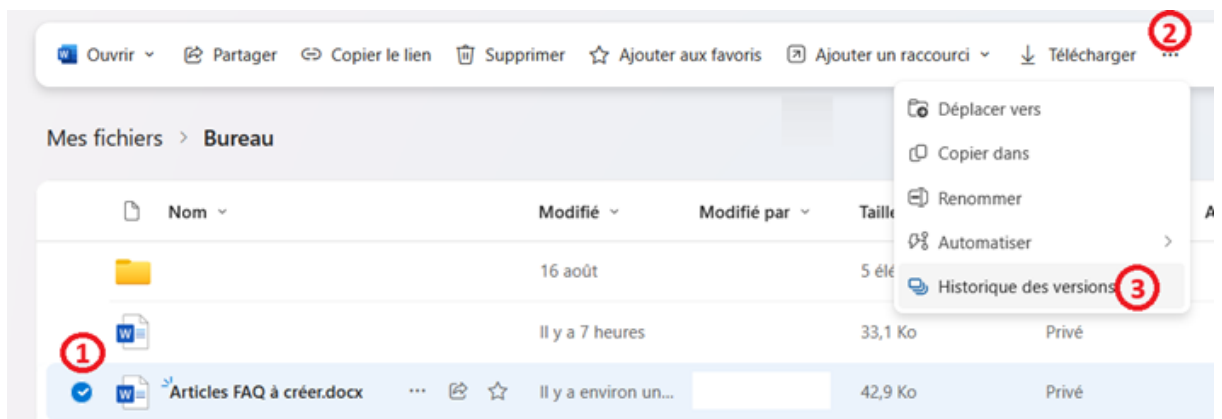 2
Ouvrir Partager Copier le lien Supprimer Ajouter aux favoris Ajouter un raccourci Télécharger ...
Déplacer vers
Mes fichiers > Bureau
Copier dans
Renommer
Nom Modifié Modifié par Taille A
Automatiser
16 août 5 élé
Historique des versions 3
Il y a 7 heures 33,1 Ko Privé
1
Articles FAQ à créer.docx ... Il y a environ un... 42,9 Ko Privé